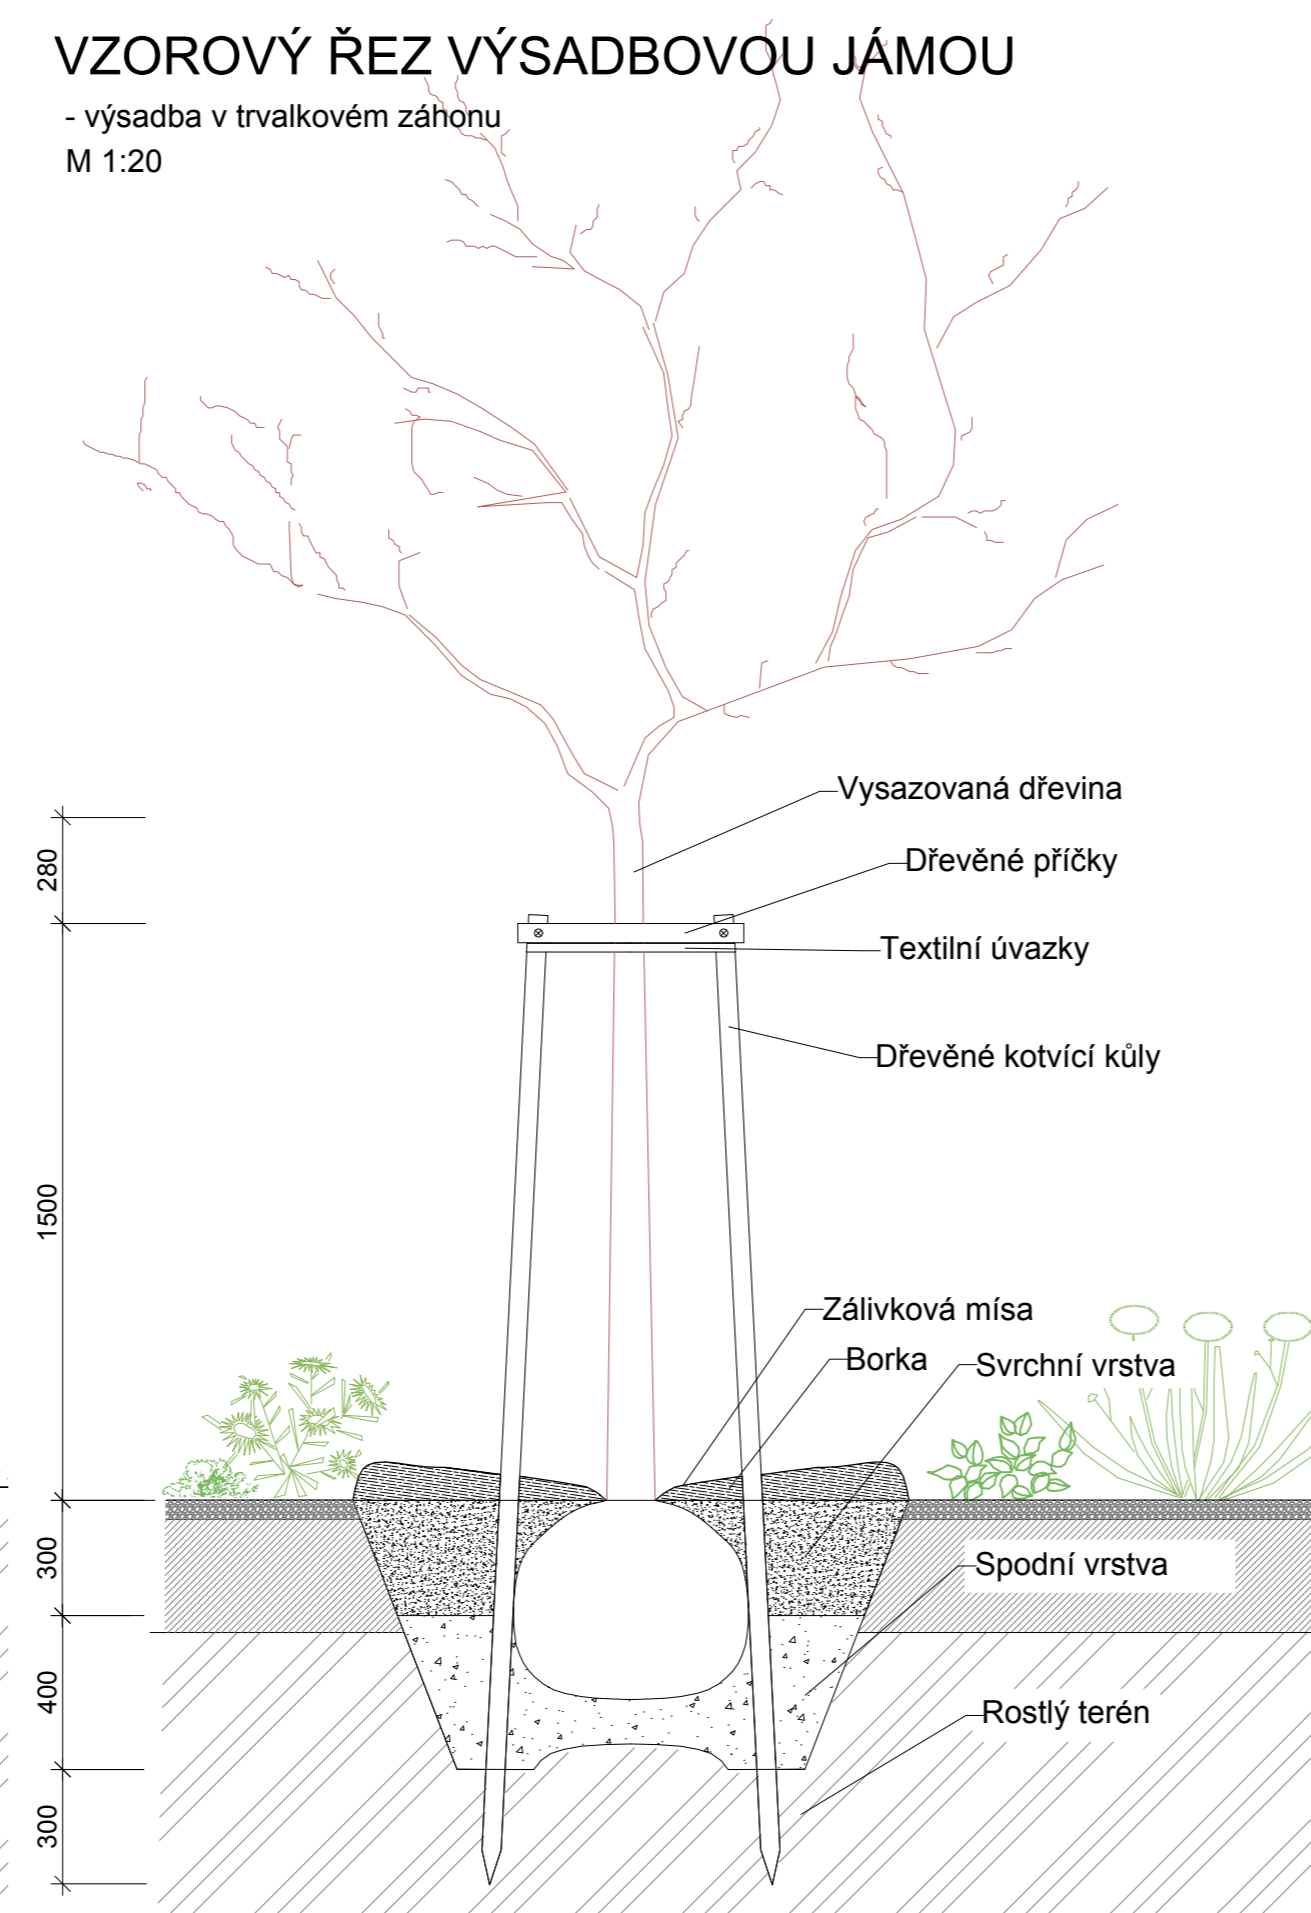 VZOROVÝ ŘEZ VÝSADBOVOU JÁMOU
- výsadba v trvalkovém záhonu
M 1:20
Vysazovaná dřevina
280
Dřevěné příčky
Textilní úvazky
Dřevěné kotvící kůly
1500
Zálivková mísa
Borka
Svrchní vrstva
300
Spodní vrstva
400
Rostlý terén
300